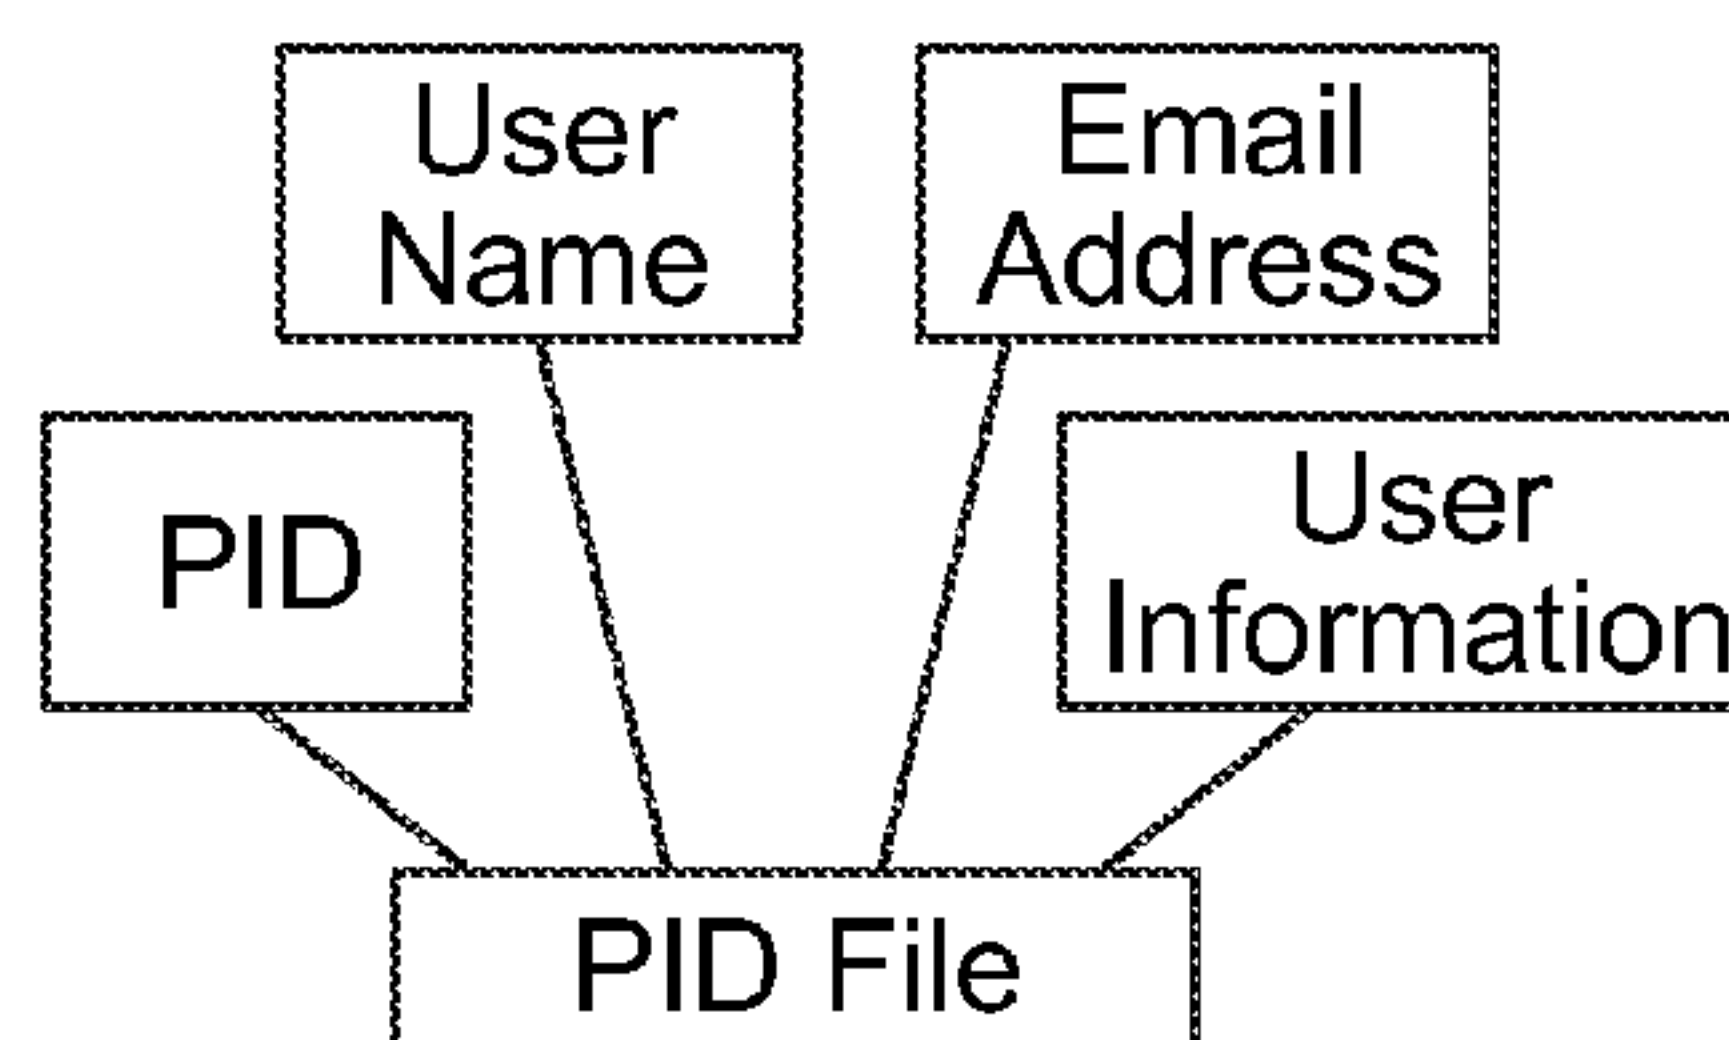 User
Name
Email
Address
PID
User
Information
PID File